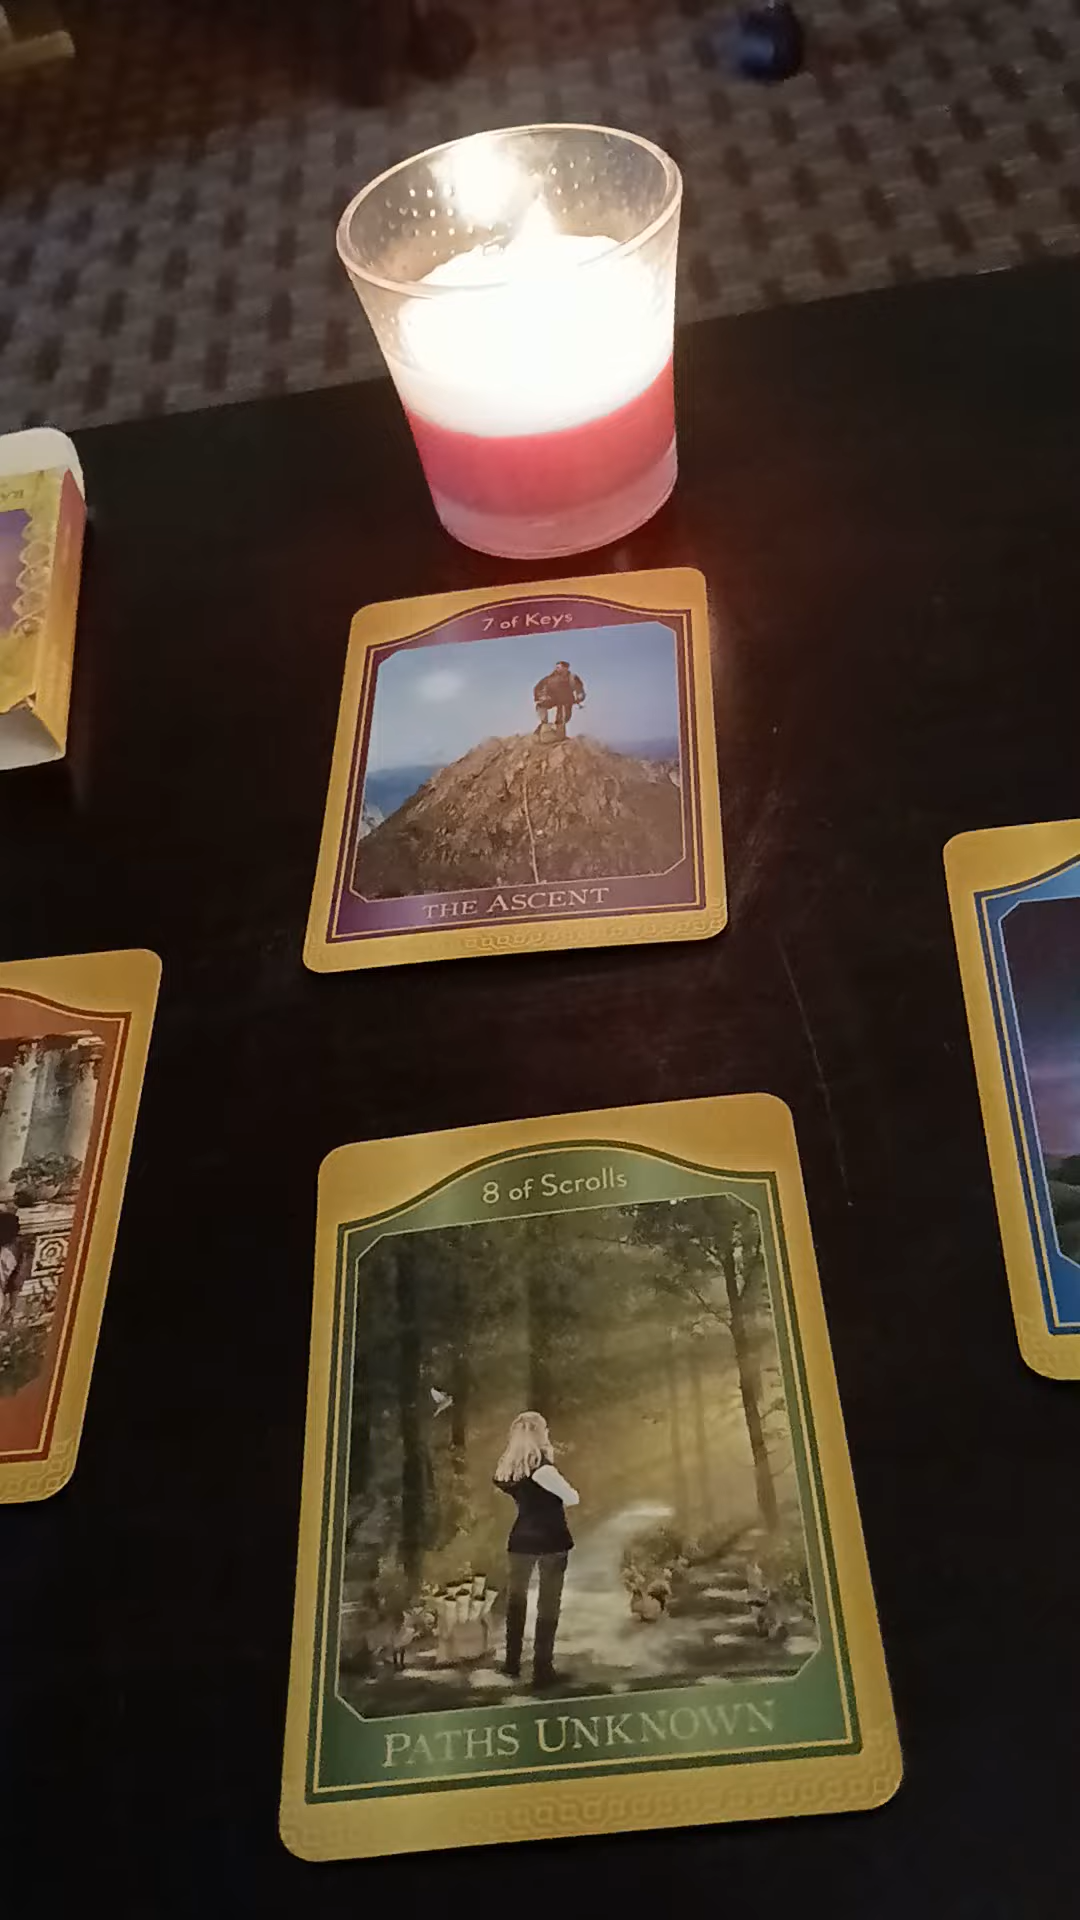 7 of Keys
THE ASCENT
8 of Scrolls
PATHS UNKNOWN